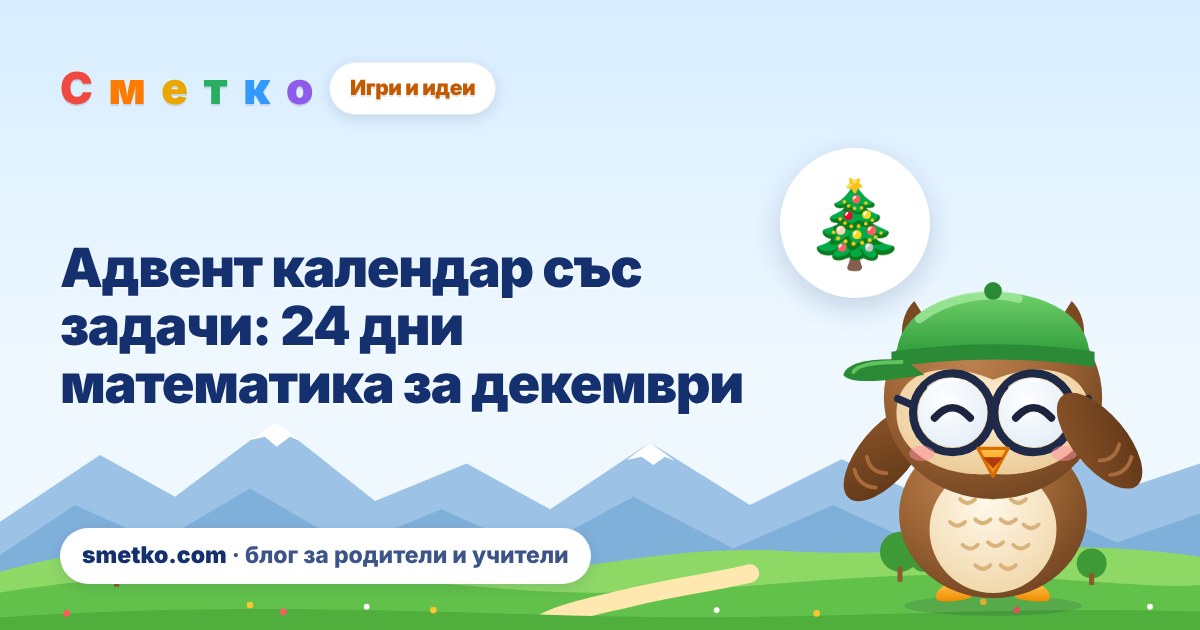 Сметко
Игри и идеи
Адвент календар със
задачи: 24 дни
математика за декември
smetko.com · блог за родители и учители